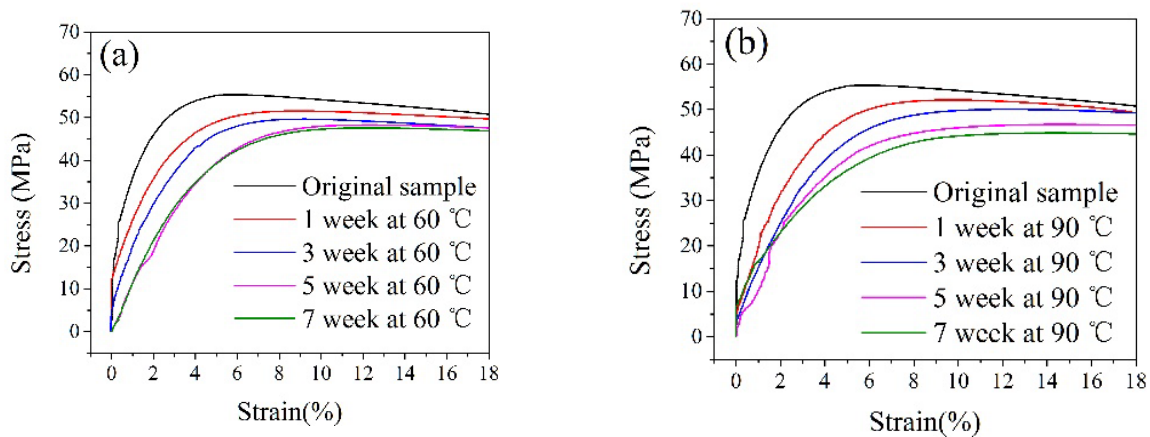 (a)
70
60
50
40
30
20
10
0
Stress (MPa)
Original sample
1 week at 60 ℃
3 week at 60 ℃
5 week at 60 ℃
7 week at 60 ℃
0 2 4 6 8 10 12 14 16 18
Strain(%)
(b)
70
60
50
40
30
20
10
0
Stress (MPa)
Original sample
1 week at 90 ℃
3 week at 90 ℃
5 week at 90 ℃
7 week at 90 ℃
0 2 4 6 8 10 12 14 16 18
Strain(%)